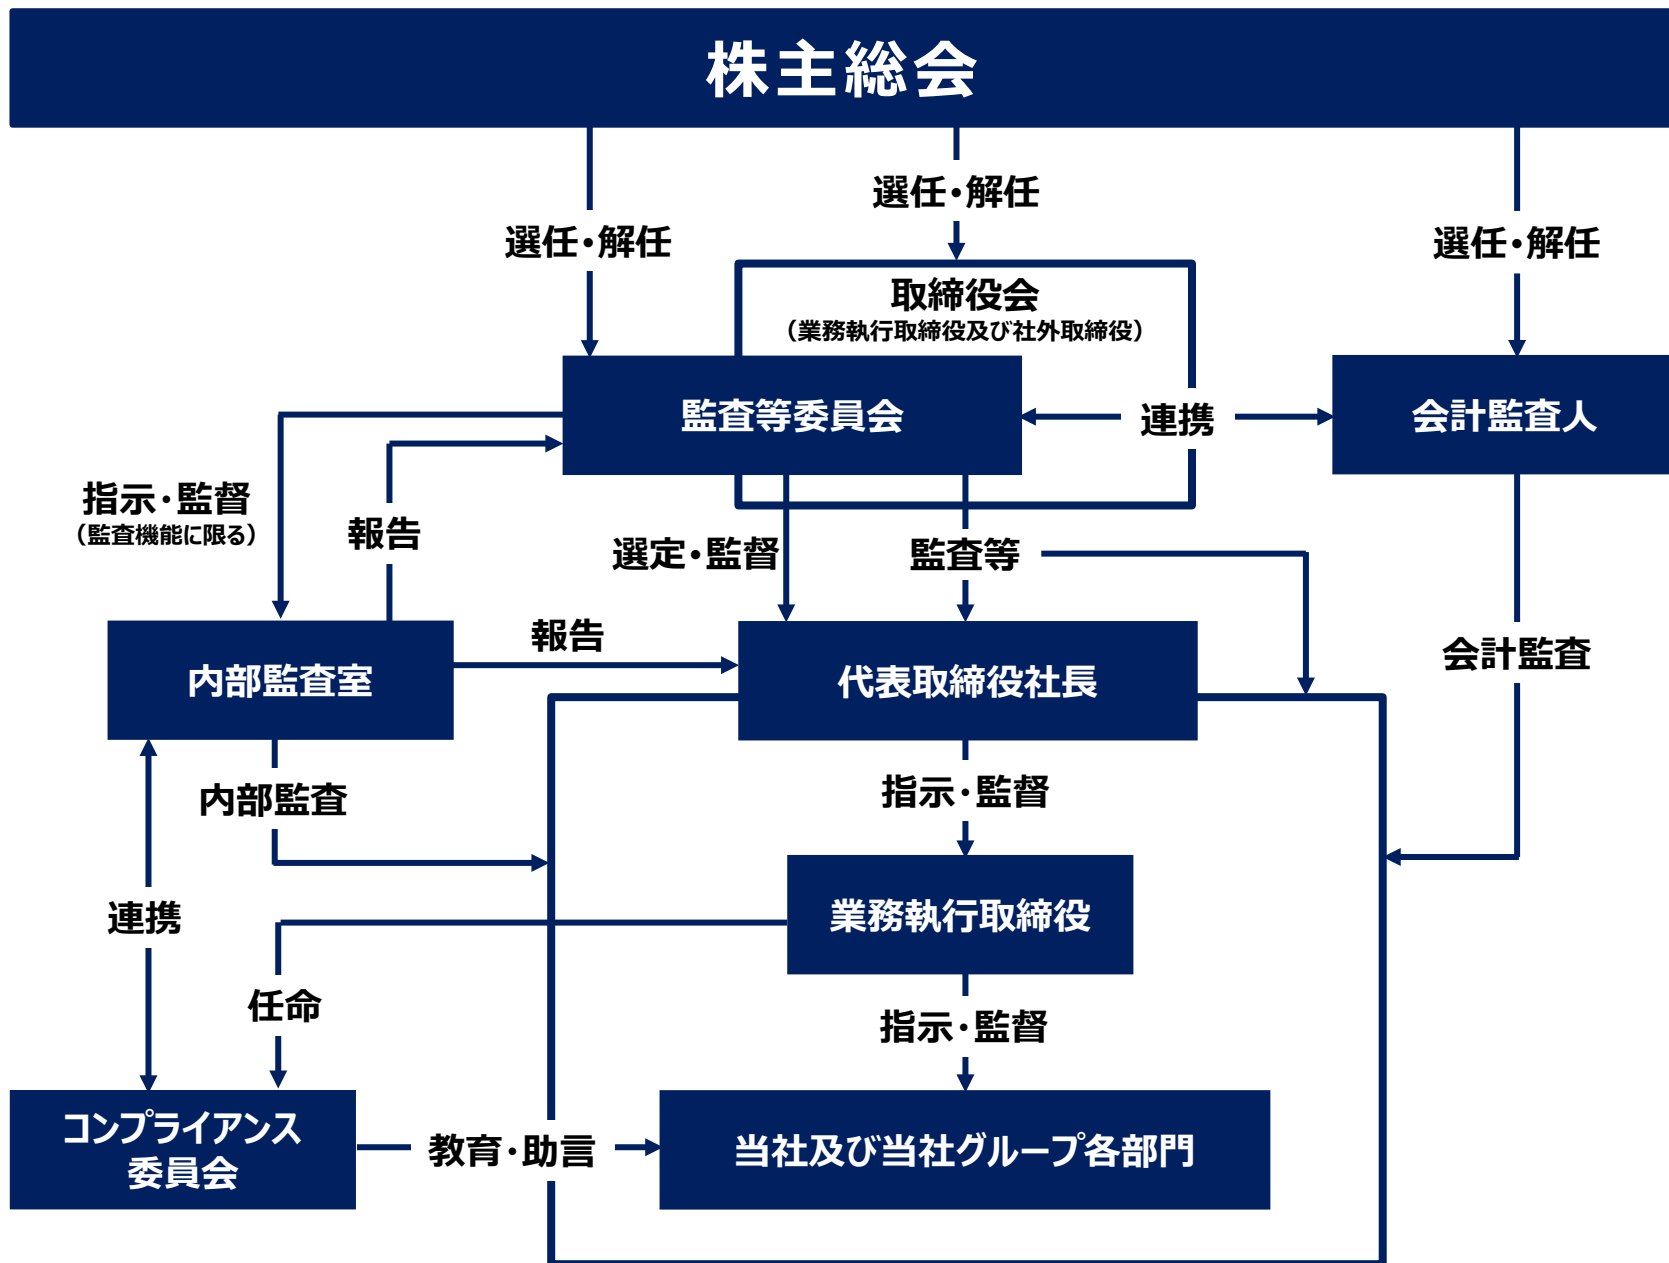 株主総会
選任・解任
選任・解任
選任・解任
取締役会
（業務執行取締役及び社外取締役）
監査等委員会
連携
会計監査人
指示・監督
（監査機能に限る）
報告
選定・監督
監査等
報告
内部監査室
代表取締役社長
会計監査
内部監査
指示・監督
連携
業務執行取締役
任命
指示・監督
コンプライアンス
委員会
教育・助言
当社及び当社グループ各部門